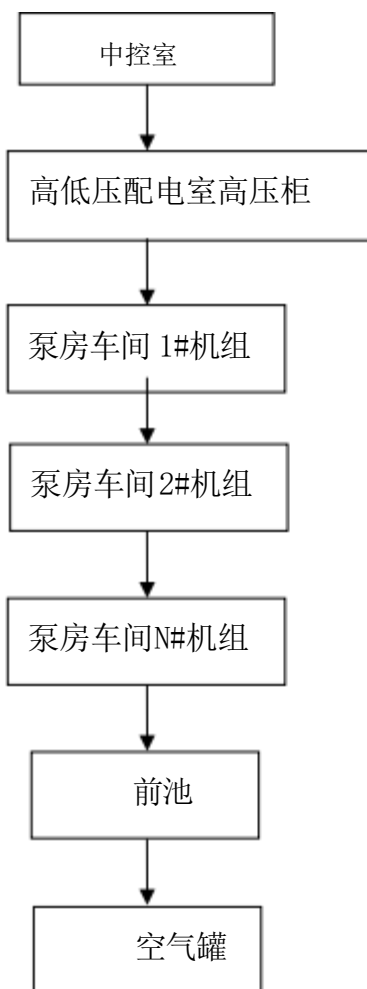 中控室
高低压配电室高压柜
泵房车间 1#机组
泵房车间 2#机组
泵房车间N#机组
前池
空气罐